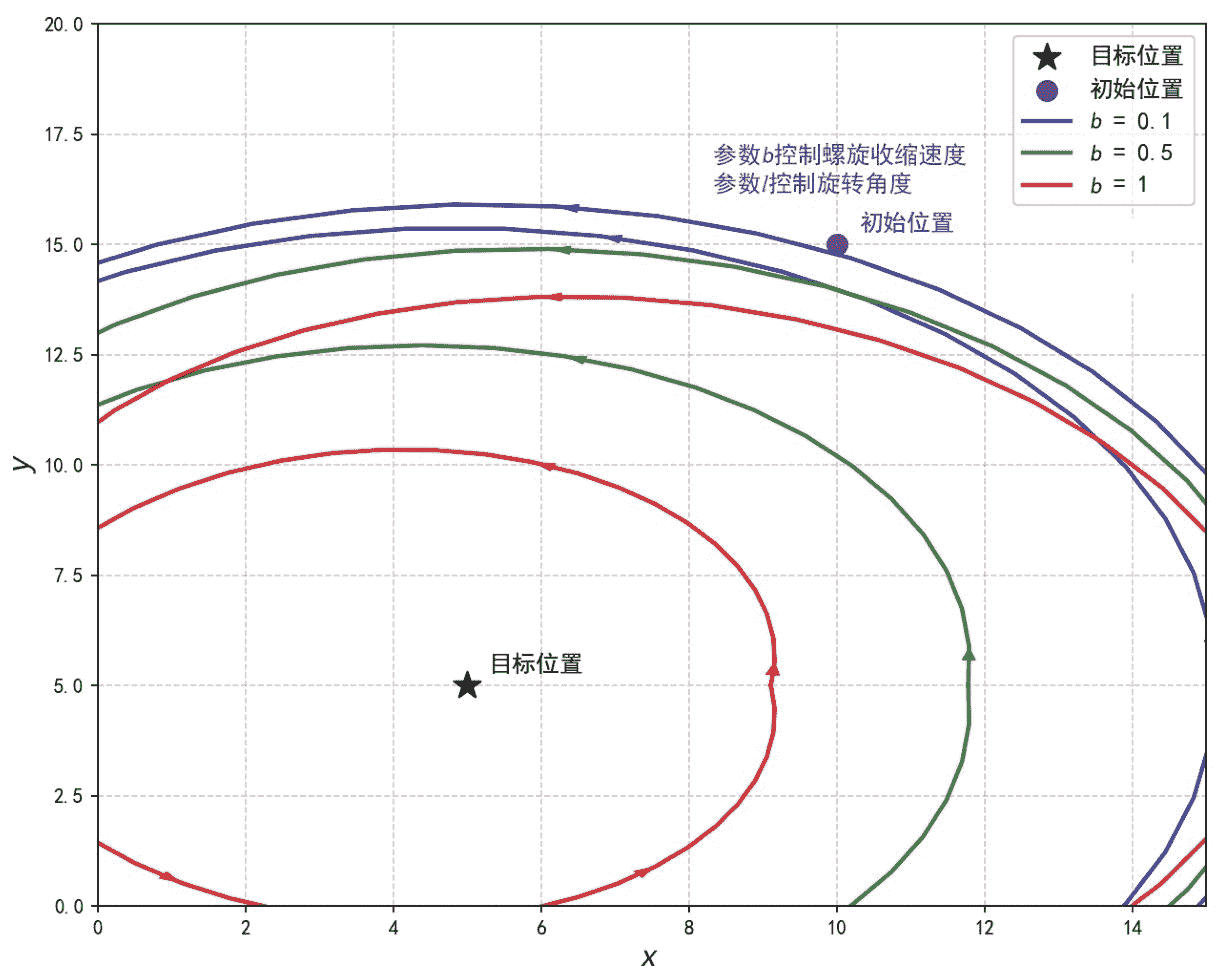 20.0
17.5
15.0
12.5
10.0
7.5
5.0
2.5
0.0
y
目标位置
初始位置
b = 0.1
b = 0.5
b = 1
参数b控制螺旋收缩速度
参数l控制旋转角度
初始位置
目标位置
0 2 4 6 8 10 12 14
x